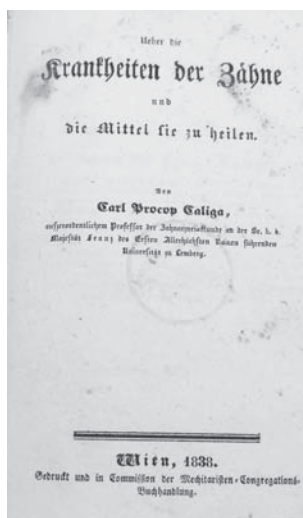 Ueber die
Krankheiten der Zähne
und
die Mittel sie zu heilen.
Von
Carl Procop Caliga,
außerordentlichem Professor der Zahnarzneikunde an der Se. k. k.
Majestät Franz des Ersten Allerhöchsten Namen führenden
Universität zu Lemberg.
Wien, 1838.
Gedruckt und in Commission der Mechitaristen-Congregations-
Buchhandlung.